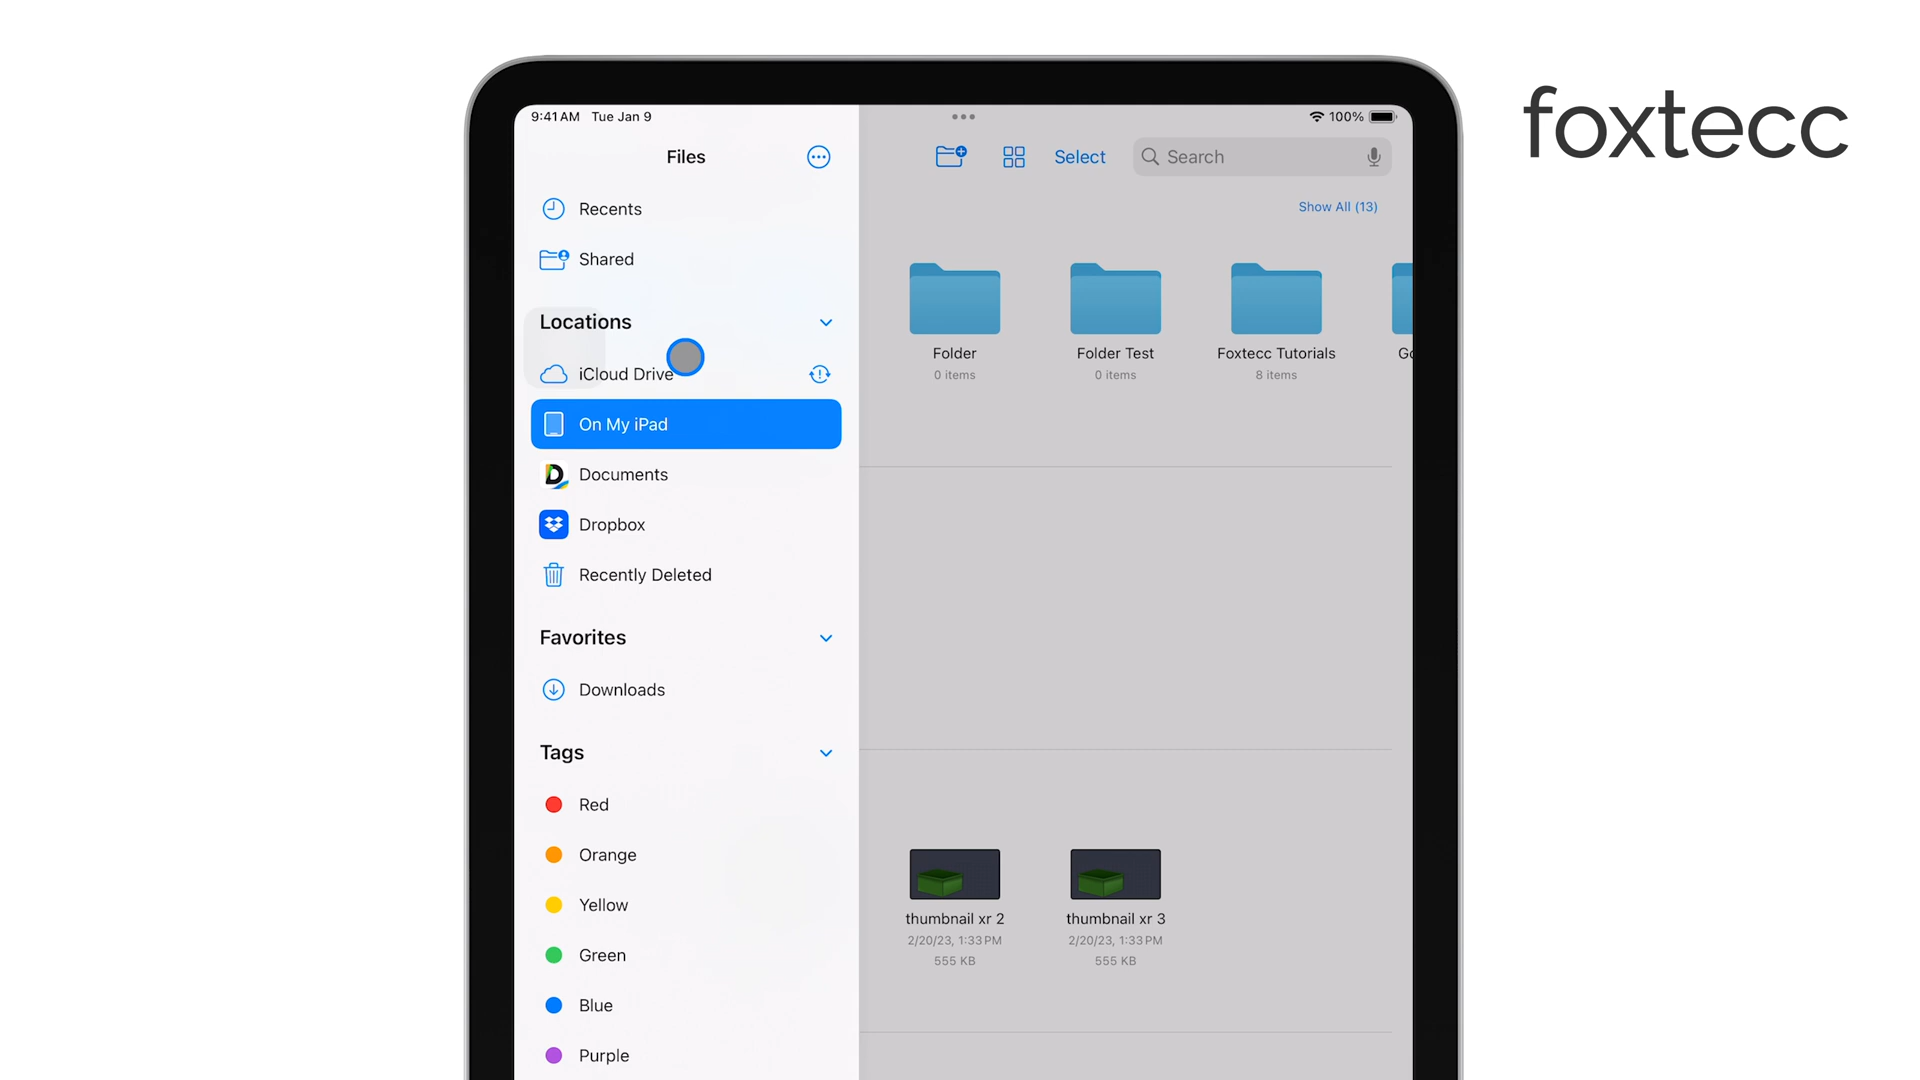 foxtecc
9:41 AM Tue Jan 9
100%
Files
Recents
Shared
Locations
iCloud Drive
On My iPad
Documents
Dropbox
Recently Deleted
Favorites
Downloads
Tags
Red
Orange
Yellow
Green
Blue
Purple
Select
Search
Show All (13)
Folder
0 items
Folder Test
0 items
Foxtecc Tutorials
8 items
thumbnail xr 2
2/20/23, 1:33 PM
555 KB
thumbnail xr 3
2/20/23, 1:33 PM
555 KB